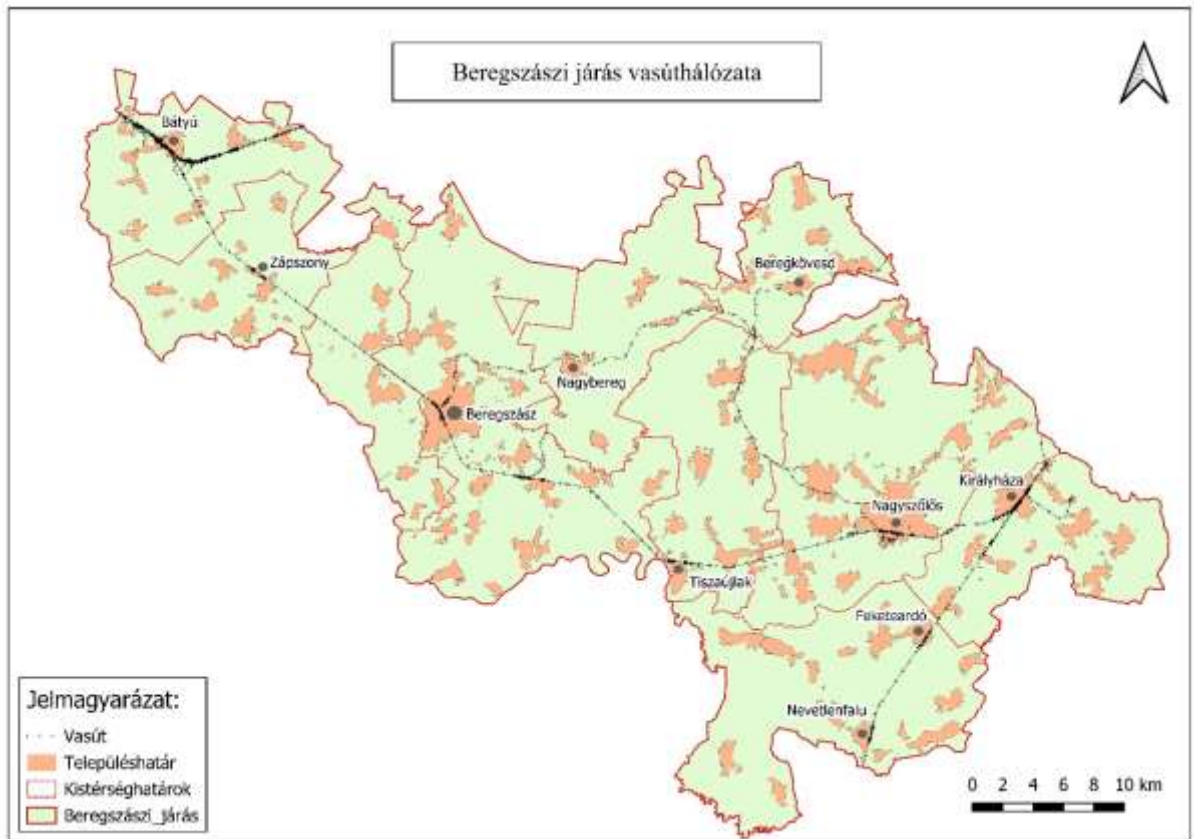 Beregszászi járás vasúthálózata
Bátyú
Zápszony
Beregkövesd
Nagybereg
Beregszász
Királyháza
Nagyszőlős
Tiszaújlak
Feketeardó
Nevetlenfalu
Jelmagyarázat:
Vasút
Településhatár
Kistérséghatárok
Beregszászi_járás
0 2 4 6 8 10 km